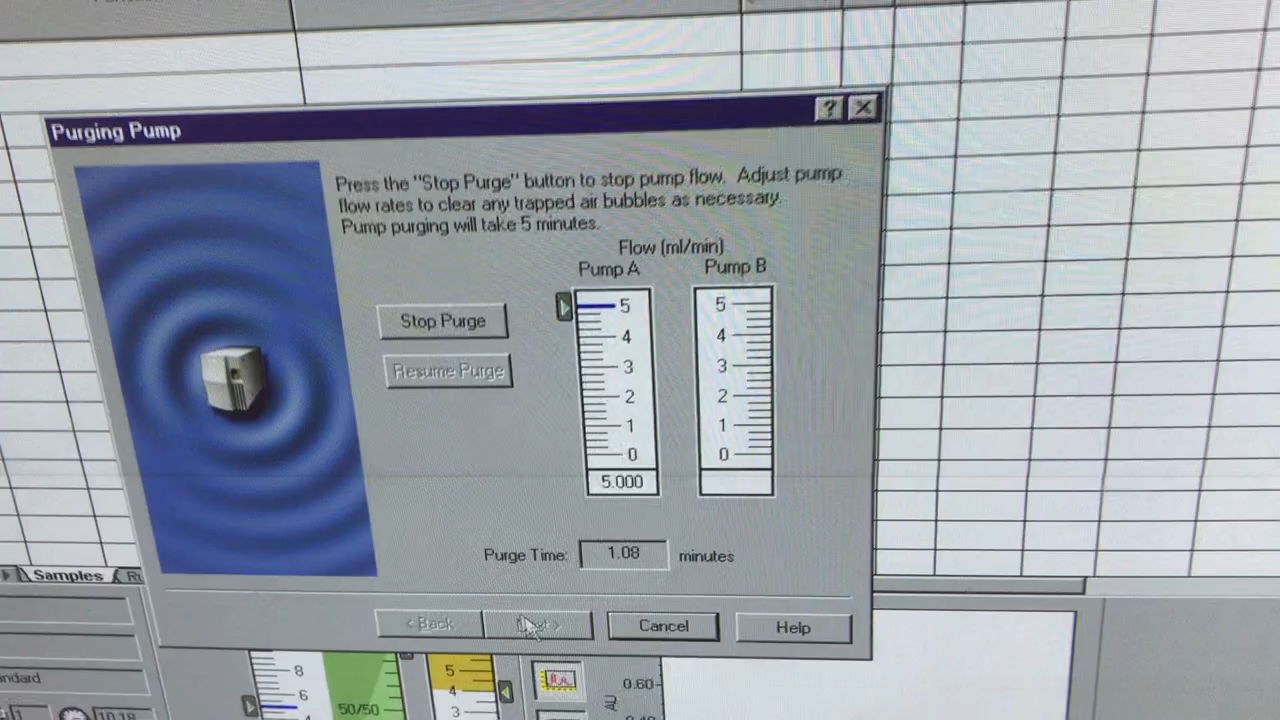 Purging Pump
? X
Press the "Stop Purge" button to stop pump flow. Adjust pump
flow rates to clear any trapped air bubbles as necessary.
Pump purging will take 5 minutes.
Flow (ml/min)
Pump A Pump B
Stop Purge
Resume Purge
5 5
4 4
3 3
2 2
1 1
0 0
5.000
Purge Time: 1.08 minutes
Samples
< Back
Cancel
Help
8
6
50/50
5
4
3
0.60
AU